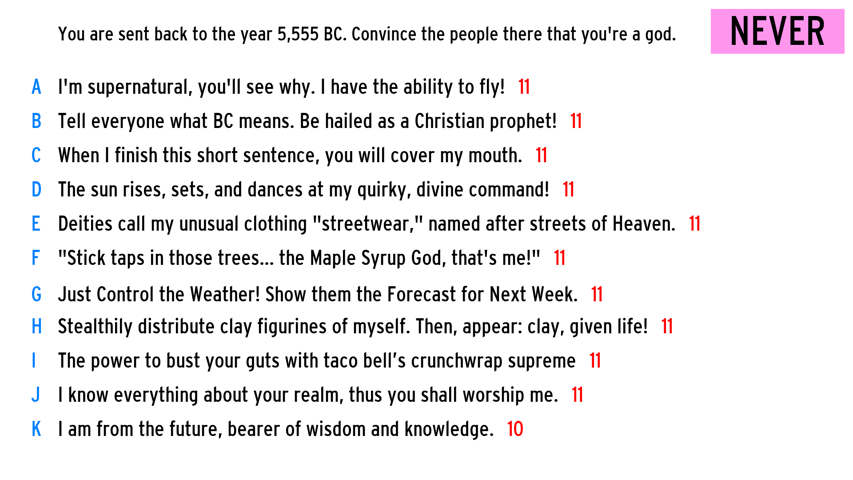 You are sent back to the year 5,555 BC. Convince the people there that you're a god.
NEVER
A I'm supernatural, you'll see why. I have the ability to fly! 11
B Tell everyone what BC means. Be hailed as a Christian prophet! 11
C When I finish this short sentence, you will cover my mouth. 11
D The sun rises, sets, and dances at my quirky, divine command! 11
E Deities call my unusual clothing "streetwear," named after streets of Heaven. 11
F "Stick taps in those trees... the Maple Syrup God, that's me!" 11
G Just Control the Weather! Show them the Forecast for Next Week. 11
H Stealthily distribute clay figurines of myself. Then, appear: clay, given life! 11
I The power to bust your guts with taco bell’s crunchwrap supreme 11
J I know everything about your realm, thus you shall worship me. 11
K I am from the future, bearer of wisdom and knowledge. 10